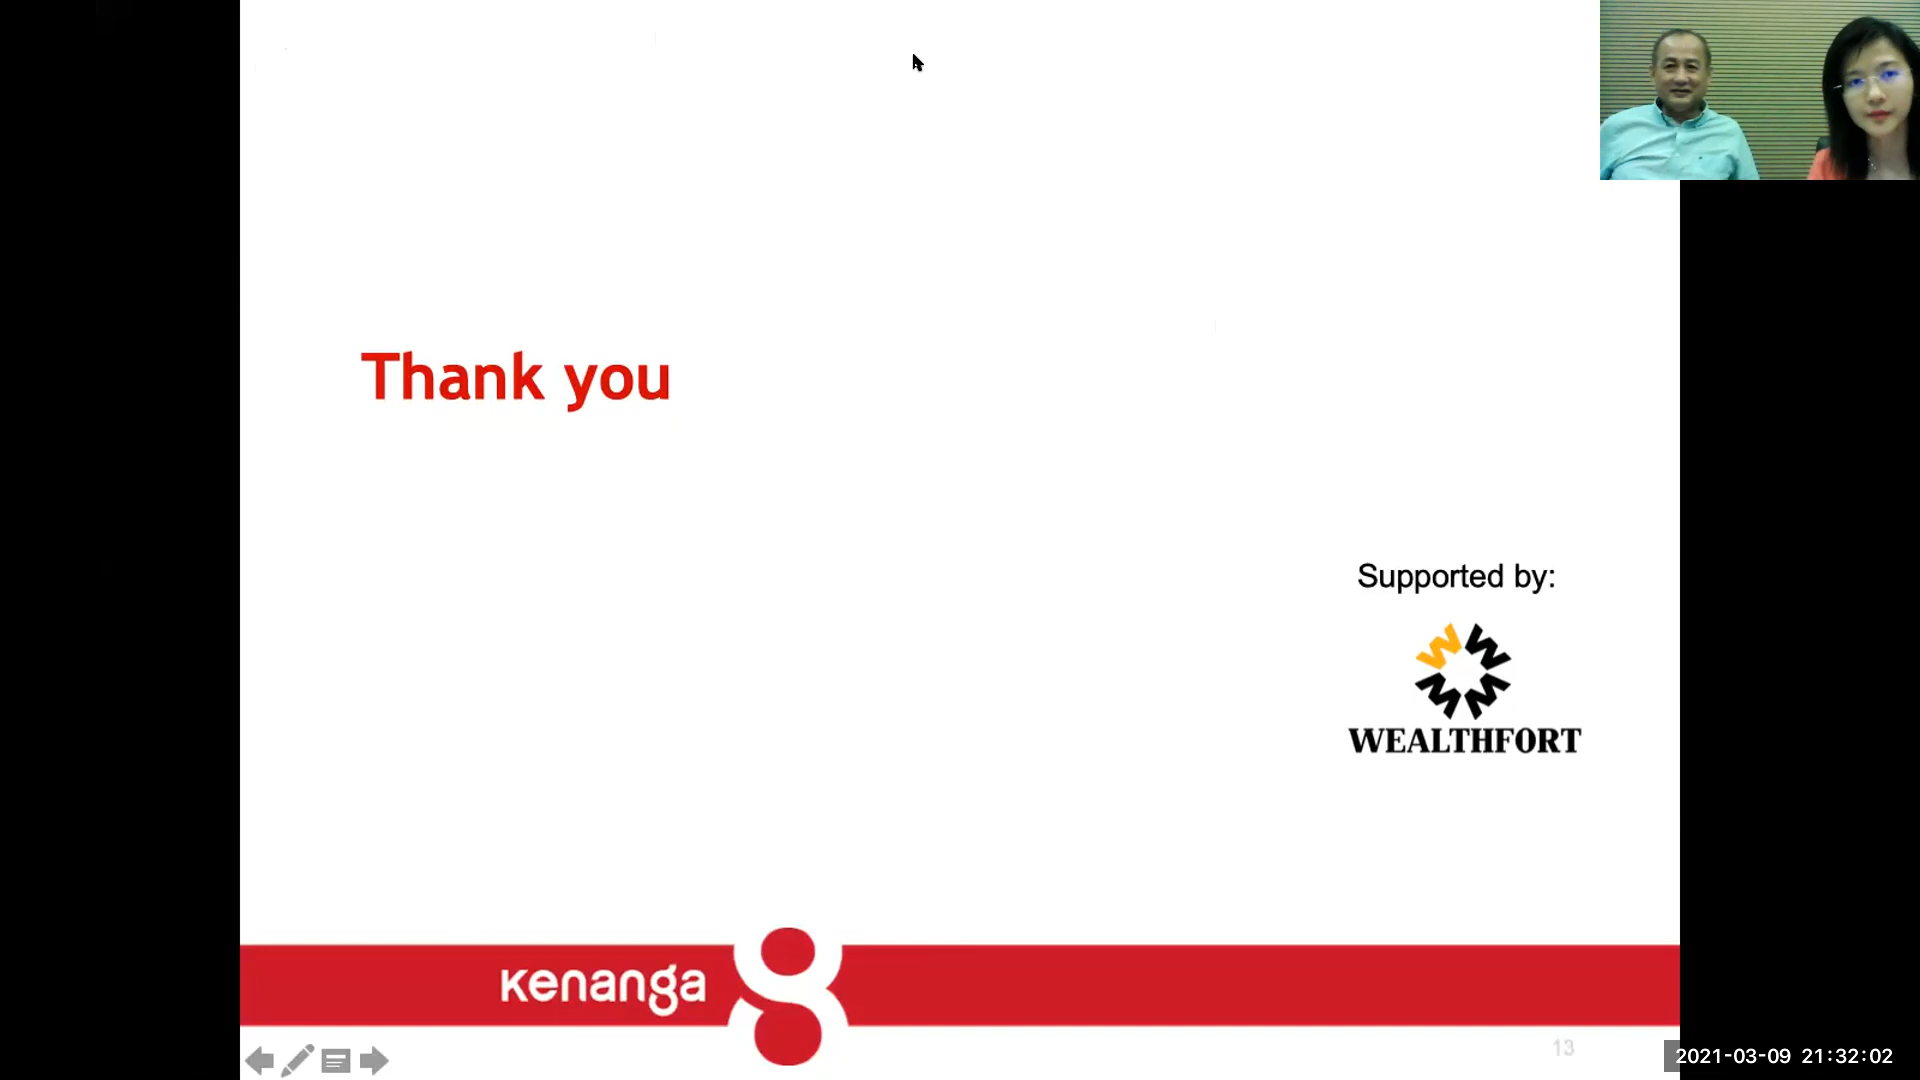 Thank you
Supported by:
WEALTHFORT
kenanga
13
2021-03-09 21:32:02